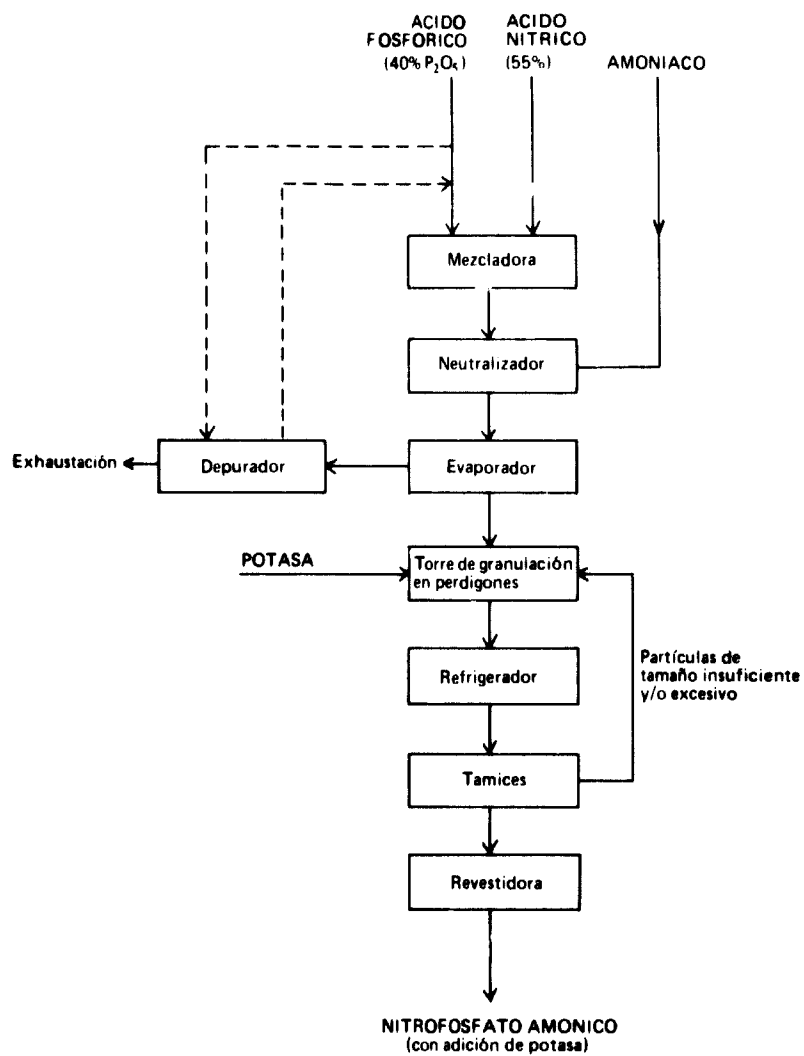 ACIDO
FOSFORICO
(40% P₂O₅)
ACIDO
NITRICO
(55%)
AMONIACO
Mezcladora
Neutralizador
Exhaustación
Depurador
Evaporador
POTASA
Torre de granulación
en perdigones
Refrigerador
Partículas de
tamaño insuficiente
y/o excesivo
Tamices
Revestidora
NITROFOSFATO AMONICO
(con adición de potasa)